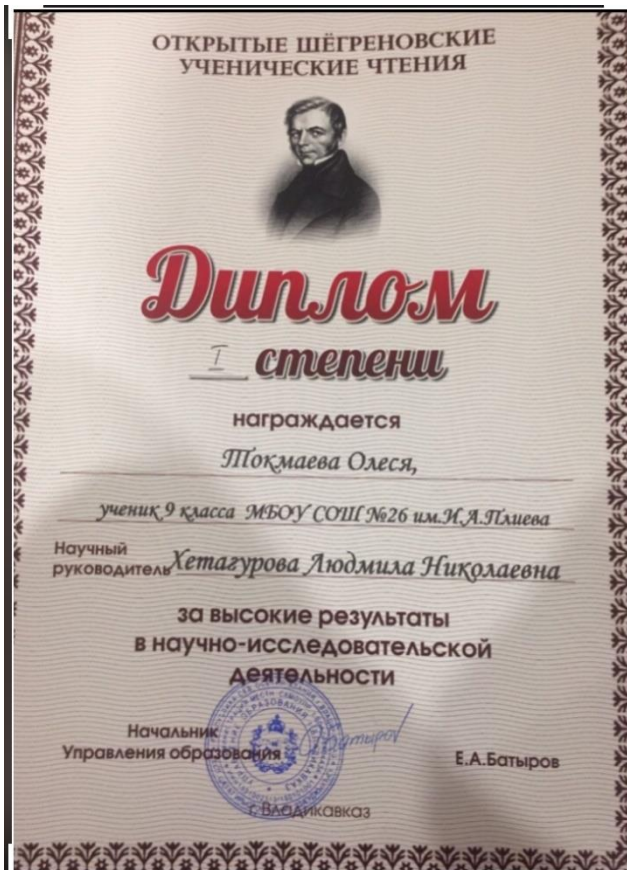 ОТКРЫТЫЕ ШЁГРЕНОВСКИЕ
УЧЕНИЧЕСКИЕ ЧТЕНИЯ
Диплом
I степени
награждается
Токмаева Олеся,
ученик 9 класса МБОУ СОШ №26 им.И.А.Плиева
Научный
руководитель Хетагурова Людмила Николаевна
за высокие результаты
в научно-исследовательской
деятельности
Начальник
Управления образования
Батыров
Е.А.Батыров
г. Владикавказ